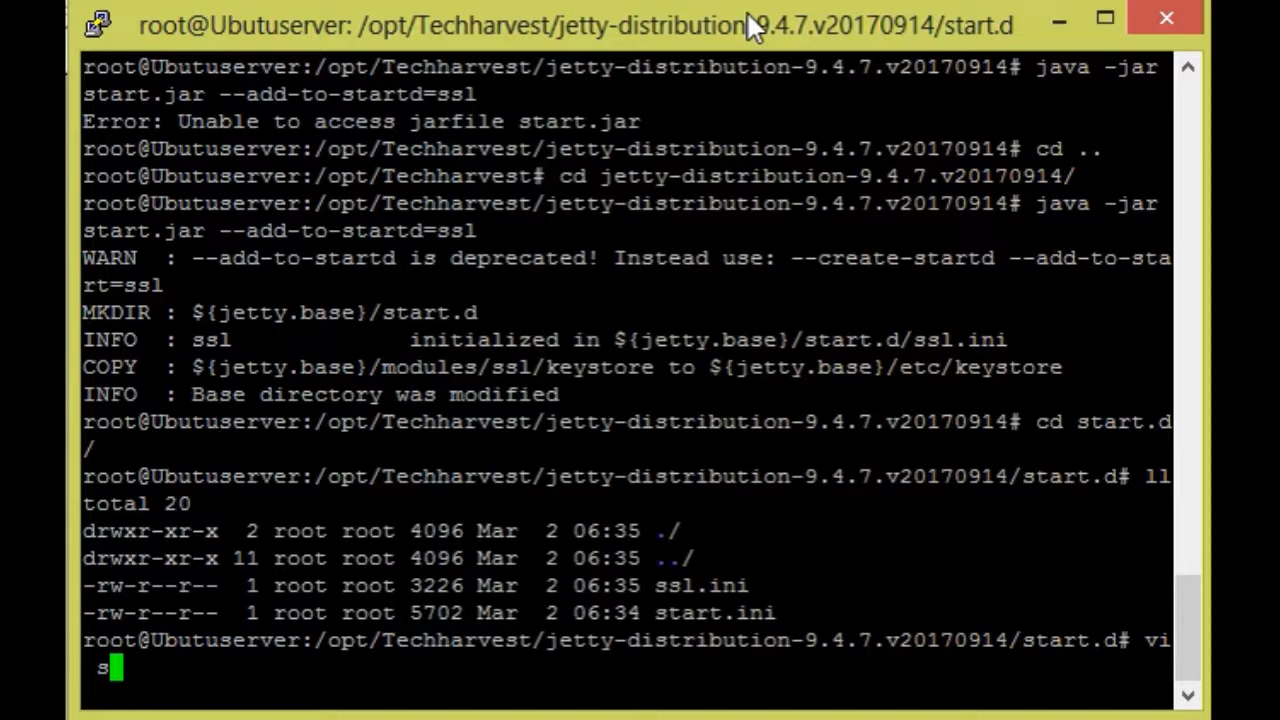 root@Ubutuserver: /opt/Techharvest/jetty-distribution-9.4.7.v20170914/start.d
root@Ubutuserver:/opt/Techharvest/jetty-distribution-9.4.7.v20170914# java -jar
start.jar --add-to-startd=ssl
Error: Unable to access jarfile start.jar
root@Ubutuserver:/opt/Techharvest/jetty-distribution-9.4.7.v20170914# cd ..
root@Ubutuserver:/opt/Techharvest# cd jetty-distribution-9.4.7.v20170914/
root@Ubutuserver:/opt/Techharvest/jetty-distribution-9.4.7.v20170914# java -jar
start.jar --add-to-startd=ssl
WARN  : --add-to-startd is deprecated! Instead use: --create-startd --add-to-sta
rt=ssl
MKDIR : ${jetty.base}/start.d
INFO  : ssl             initialized in ${jetty.base}/start.d/ssl.ini
COPY  : ${jetty.base}/modules/ssl/keystore to ${jetty.base}/etc/keystore
INFO  : Base directory was modified
root@Ubutuserver:/opt/Techharvest/jetty-distribution-9.4.7.v20170914# cd start.d
/
root@Ubutuserver:/opt/Techharvest/jetty-distribution-9.4.7.v20170914/start.d# ll
total 20
drwxr-xr-x  2 root root 4096 Mar  2 06:35 ./
drwxr-xr-x 11 root root 4096 Mar  2 06:35 ../
-rw-r--r--  1 root root 3226 Mar  2 06:35 ssl.ini
-rw-r--r--  1 root root 5702 Mar  2 06:34 start.ini
root@Ubutuserver:/opt/Techharvest/jetty-distribution-9.4.7.v20170914/start.d# vi
s